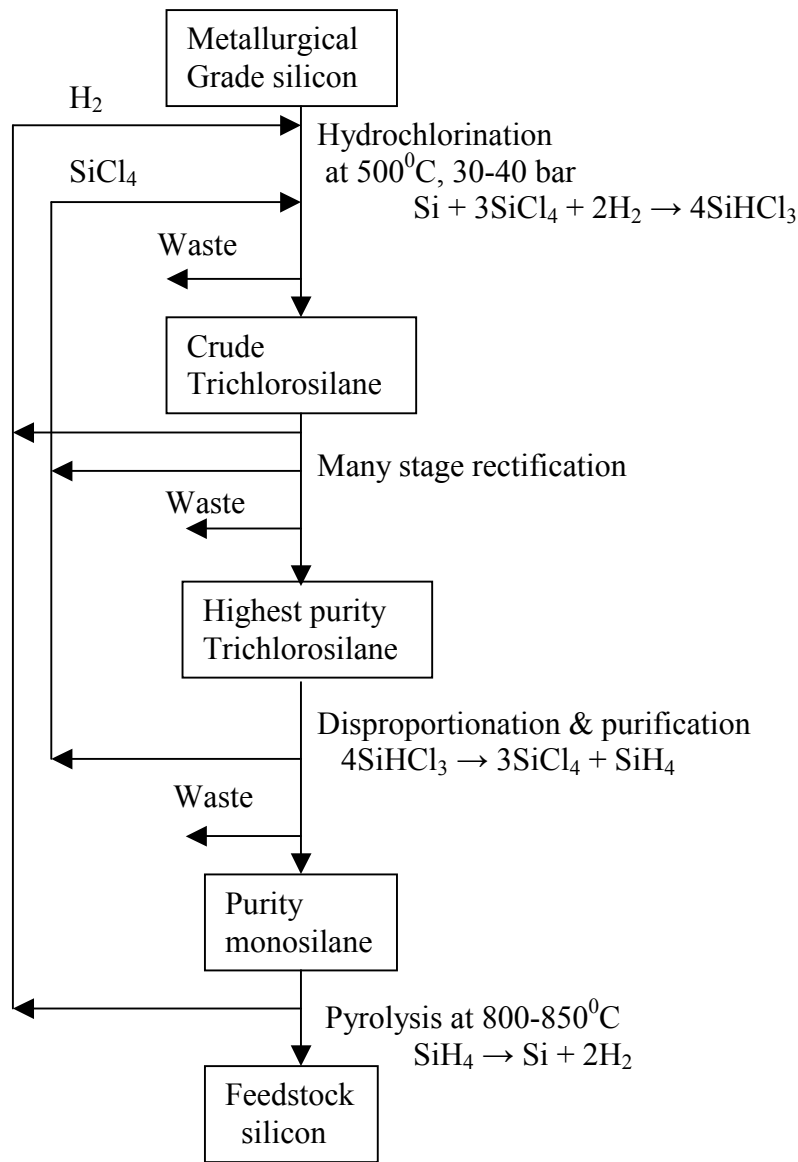 Metallurgical
Grade silicon
H₂
Hydrochlorination
at 500⁰C, 30-40 bar
SiCl₄
Si + 3SiCl₄ + 2H₂ → 4SiHCl₃
Waste
Crude
Trichlorosilane
Many stage rectification
Waste
Highest purity
Trichlorosilane
Disproportionation & purification
4SiHCl₃ → 3SiCl₄ + SiH₄
Waste
Purity
monosilane
Pyrolysis at 800-850⁰C
SiH₄ → Si + 2H₂
Feedstock
silicon